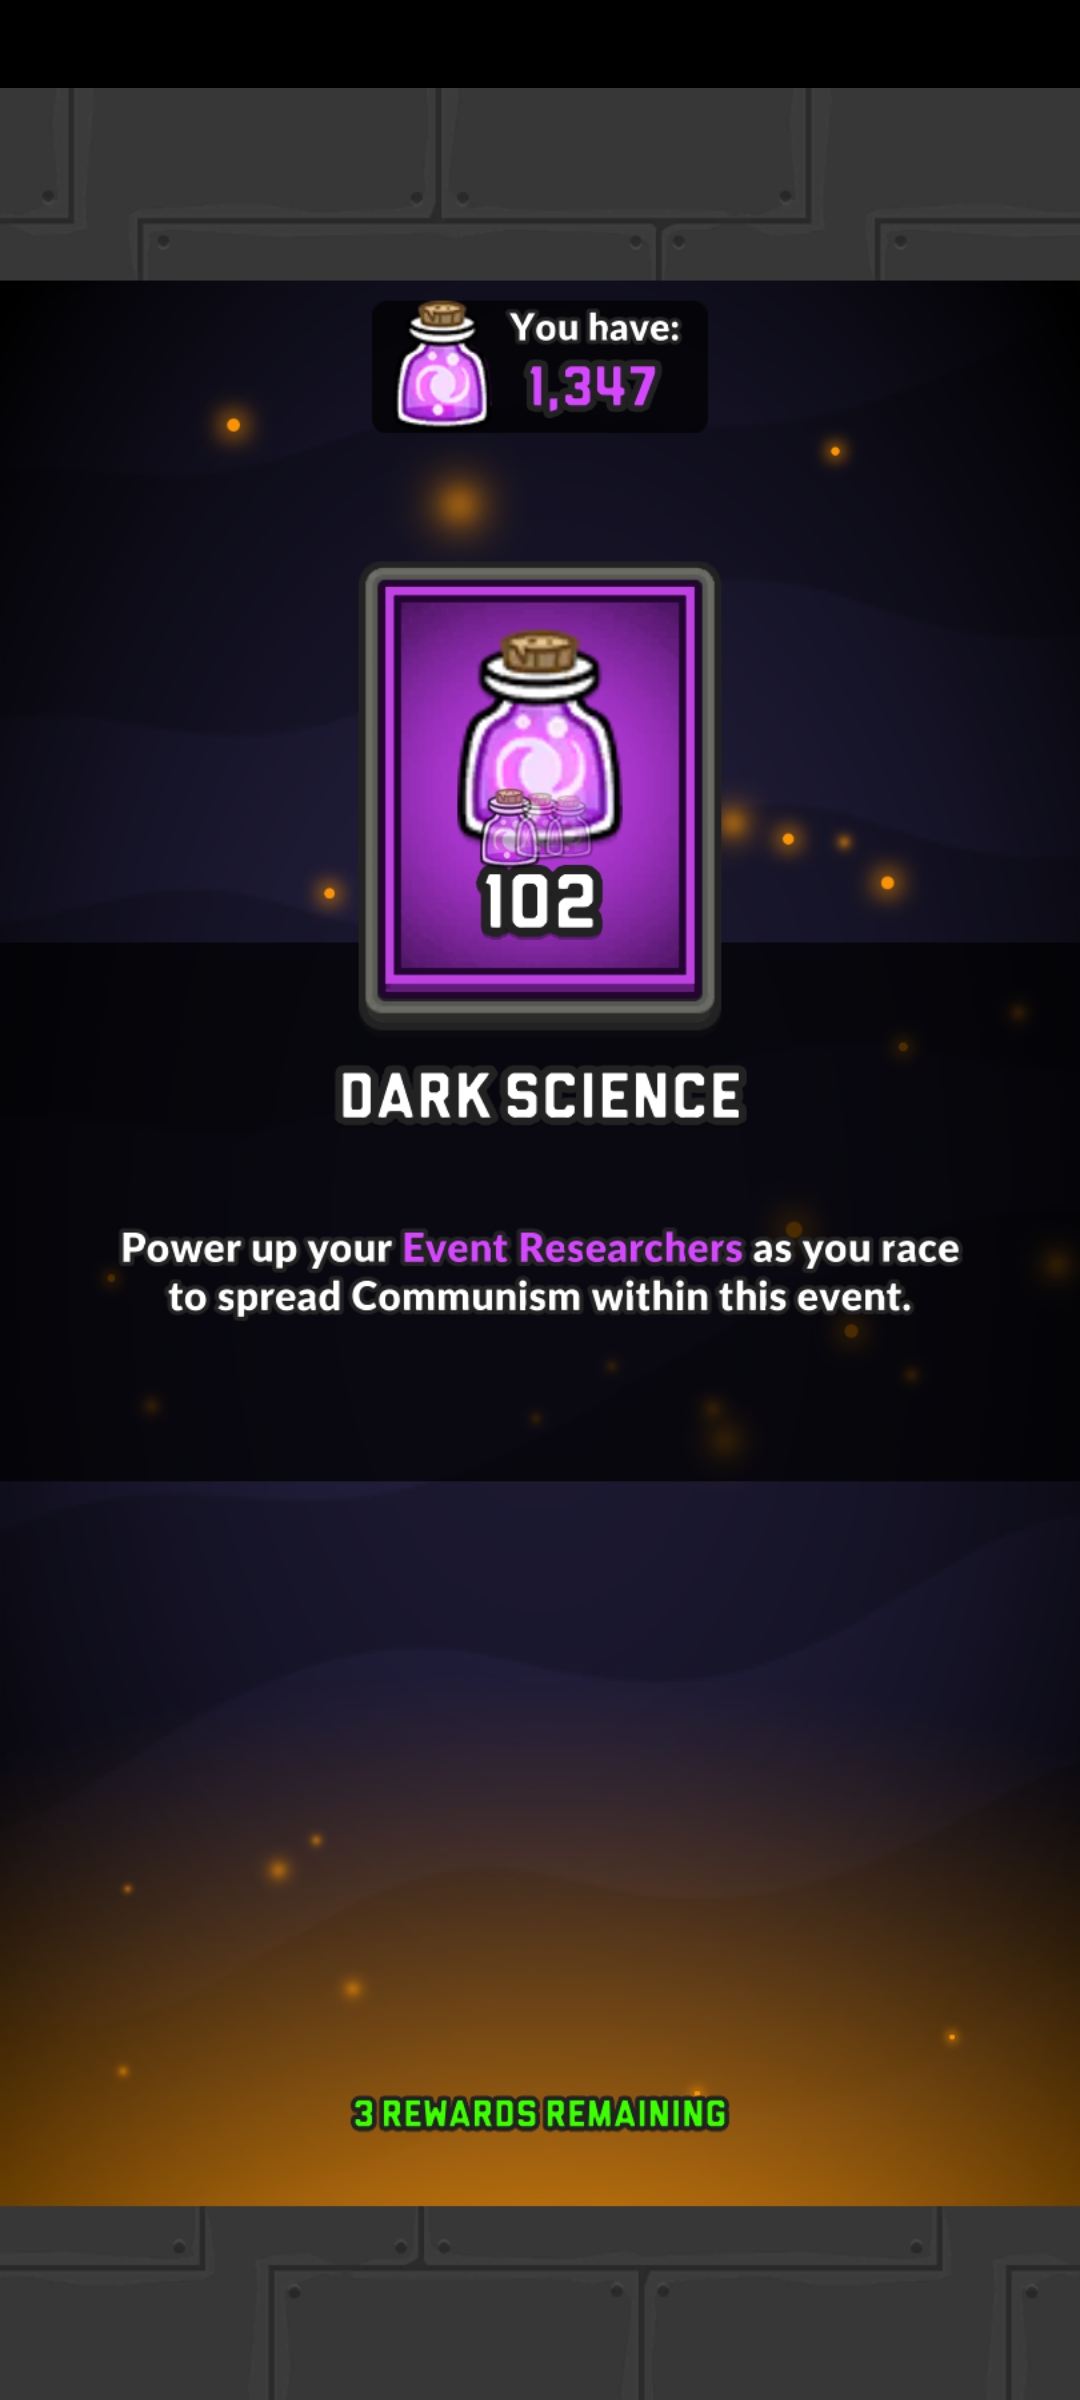 You have:
1,347
102
DARK SCIENCE
Power up your Event Researchers as you race
to spread Communism within this event.
3 REWARDS REMAINING